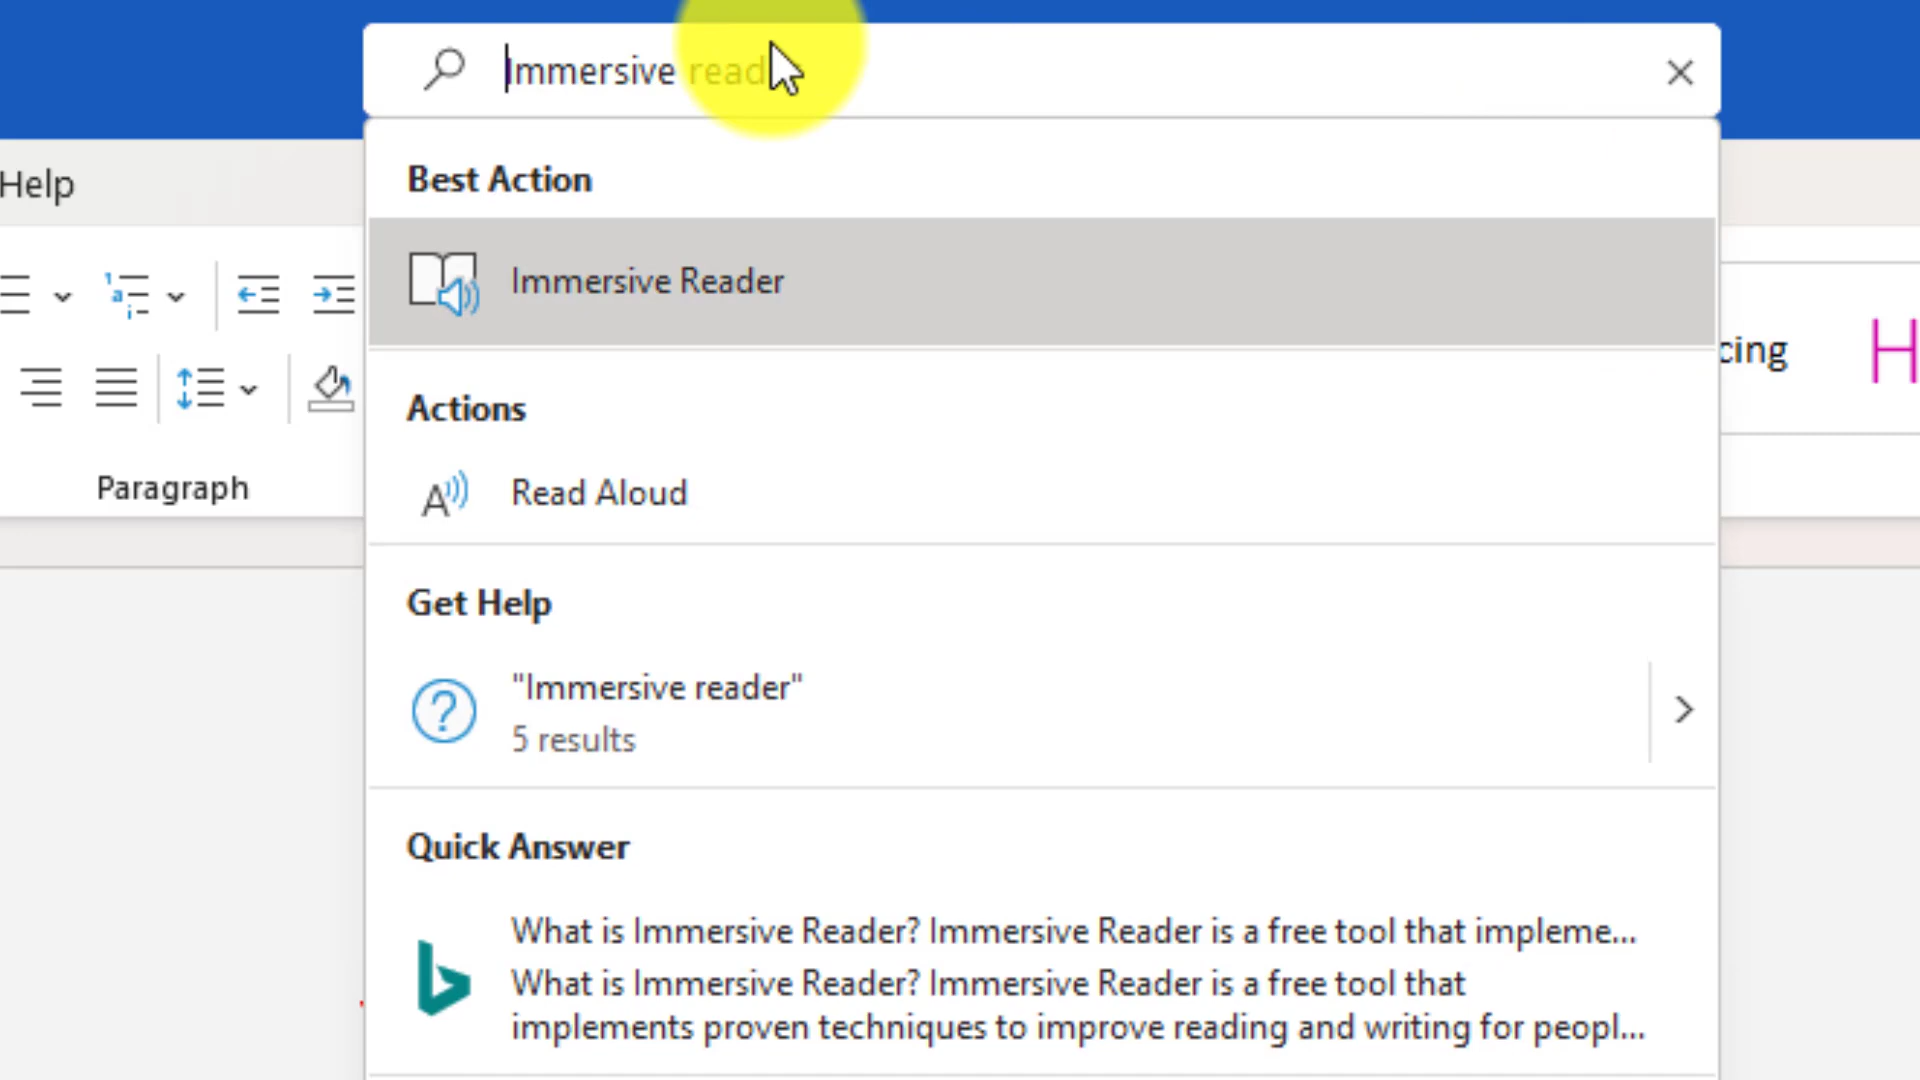 Immersive read
Help
Best Action
Immersive Reader
cing
H
Actions
Read Aloud
Paragraph
Get Help
"Immersive reader"
5 results
Quick Answer
What is Immersive Reader? Immersive Reader is a free tool that impleme...
What is Immersive Reader? Immersive Reader is a free tool that
implements proven techniques to improve reading and writing for peopl...